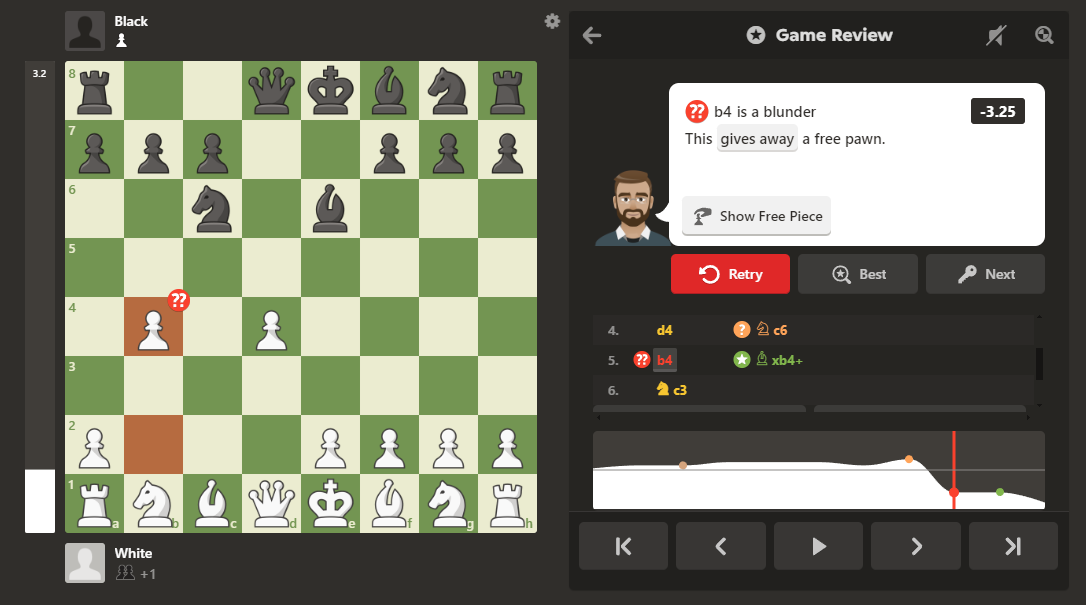 Black
3.2
8
7
6
5
4
3
2
1
a b c d e f g h
White
+1
Game Review
?? b4 is a blunder
-3.25
This gives away a free pawn.
Show Free Piece
Retry Best Next
4. d4 ? c6
5. ?? b4 xb4+
6. c3
??